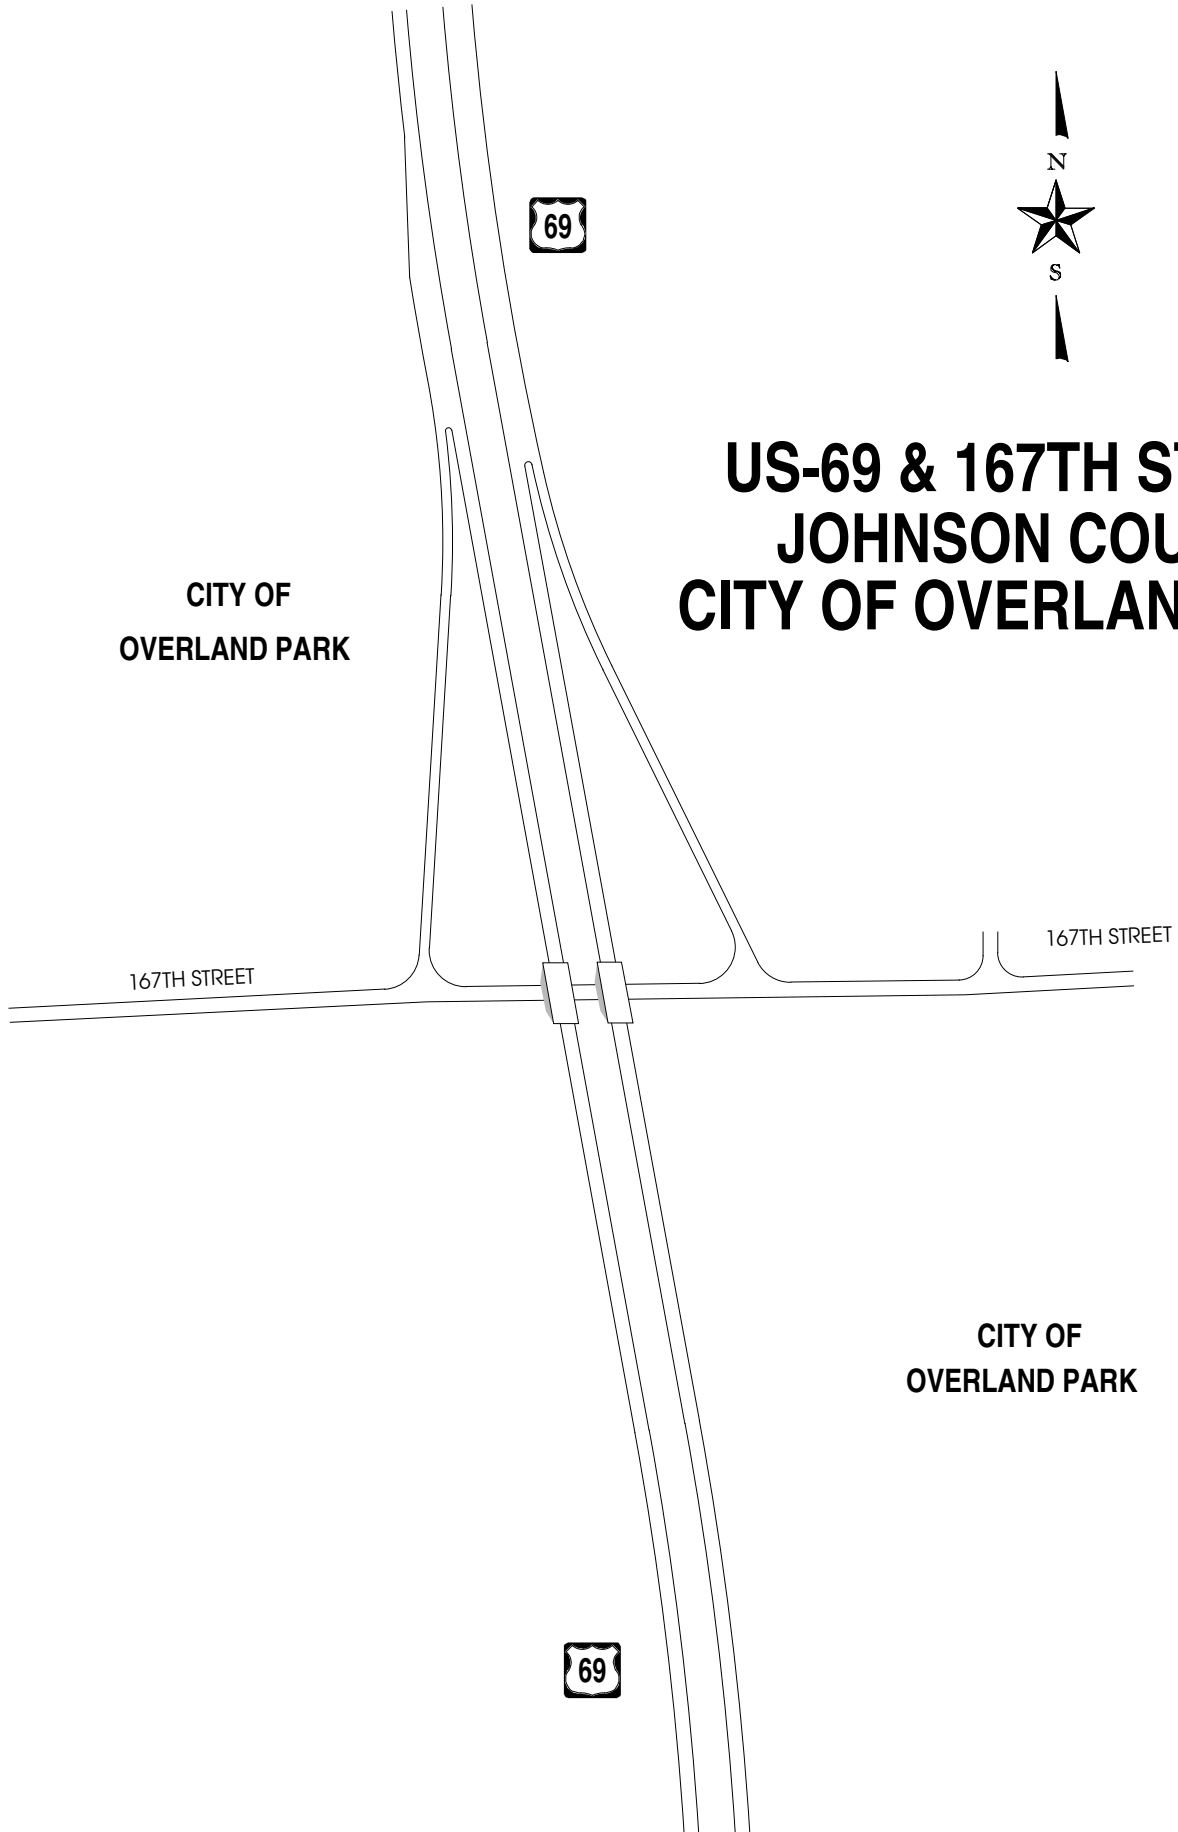 69
N
S
US-69 & 167TH ST
JOHNSON COU
CITY OF OVERLAN
CITY OF
OVERLAND PARK
167TH STREET
167TH STREET
CITY OF
OVERLAND PARK
69